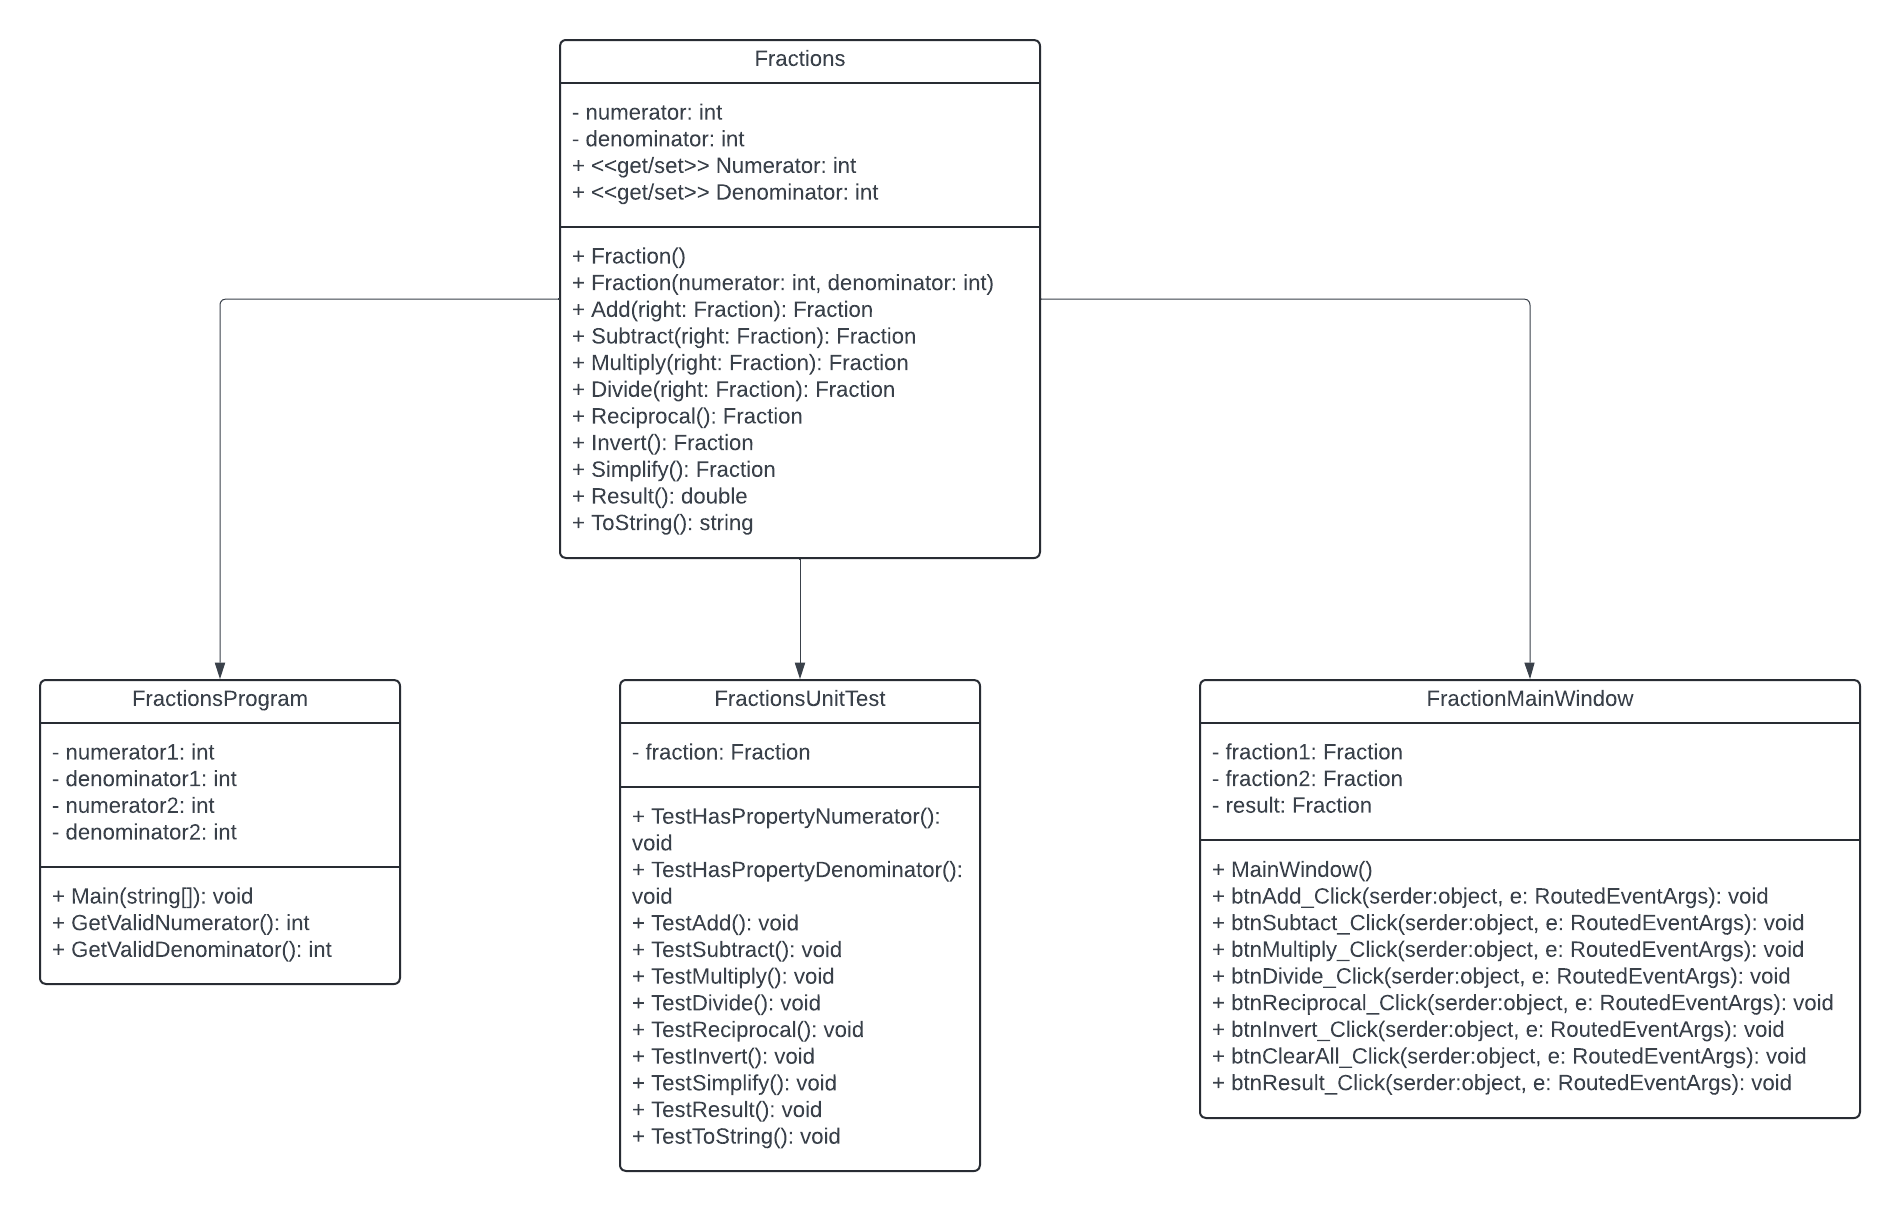 Fractions
- numerator: int
- denominator: int
+ <<get/set>> Numerator: int
+ <<get/set>> Denominator: int
+ Fraction()
+ Fraction(numerator: int, denominator: int)
+ Add(right: Fraction): Fraction
+ Subtract(right: Fraction): Fraction
+ Multiply(right: Fraction): Fraction
+ Divide(right: Fraction): Fraction
+ Reciprocal(): Fraction
+ Invert(): Fraction
+ Simplify(): Fraction
+ Result(): double
+ ToString(): string
FractionsProgram
- numerator1: int
- denominator1: int
- numerator2: int
- denominator2: int
+ Main(string[]): void
+ GetValidNumerator(): int
+ GetValidDenominator(): int
FractionsUnitTest
- fraction: Fraction
+ TestHasPropertyNumerator():
void
+ TestHasPropertyDenominator():
void
+ TestAdd(): void
+ TestSubtract(): void
+ TestMultiply(): void
+ TestDivide(): void
+ TestReciprocal(): void
+ TestInvert(): void
+ TestSimplify(): void
+ TestResult(): void
+ TestToString(): void
FractionMainWindow
- fraction1: Fraction
- fraction2: Fraction
- result: Fraction
+ MainWindow()
+ btnAdd_Click(serder:object, e: RoutedEventArgs): void
+ btnSubtact_Click(serder:object, e: RoutedEventArgs): void
+ btnMultiply_Click(serder:object, e: RoutedEventArgs): void
+ btnDivide_Click(serder:object, e: RoutedEventArgs): void
+ btnReciprocal_Click(serder:object, e: RoutedEventArgs): void
+ btnInvert_Click(serder:object, e: RoutedEventArgs): void
+ btnClearAll_Click(serder:object, e: RoutedEventArgs): void
+ btnResult_Click(serder:object, e: RoutedEventArgs): void